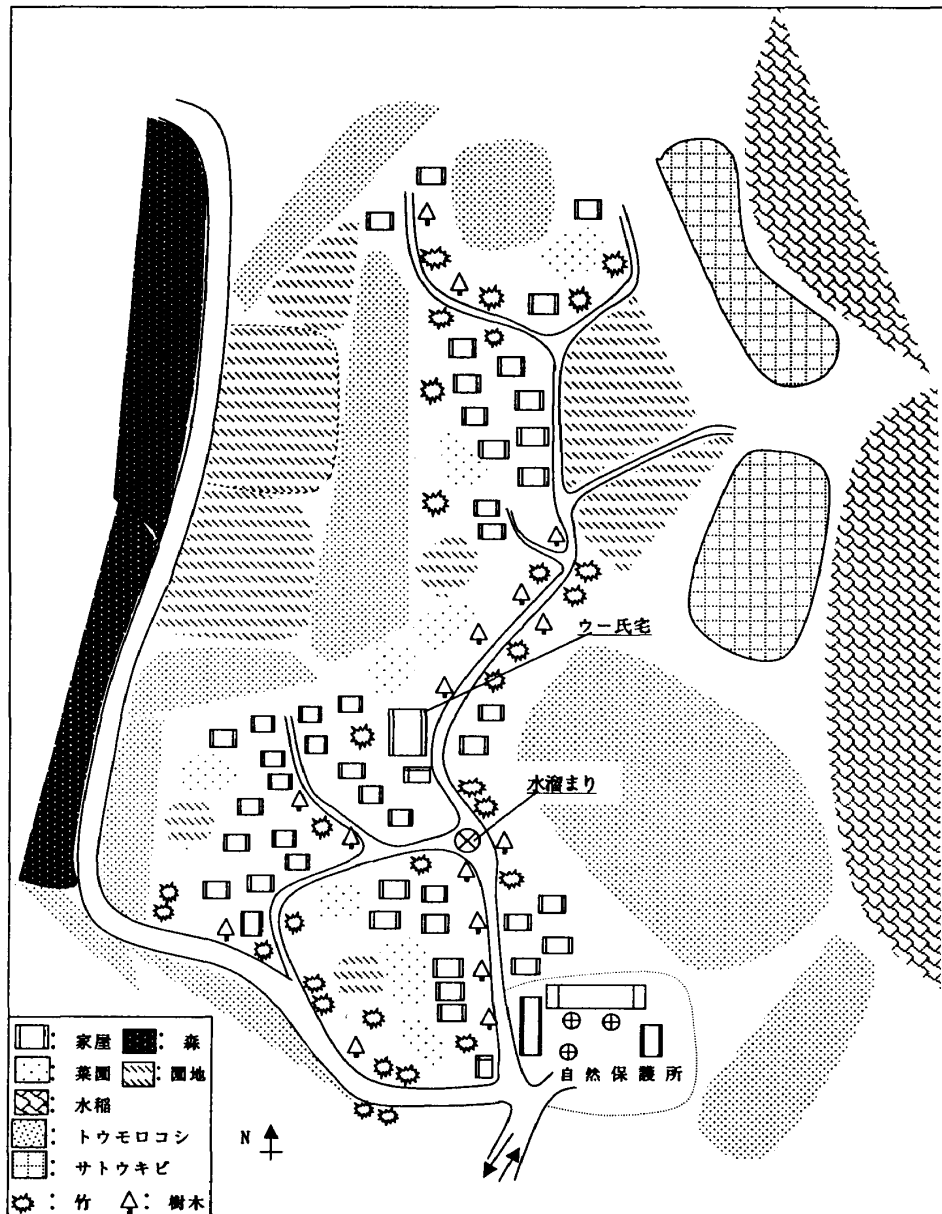 ウー氏宅
水溜まり
自然保護所
N
家屋 : 森
: 菜園 : 園地
: 水稲
: トウモロコシ
: サトウキビ
: 竹 : 樹木